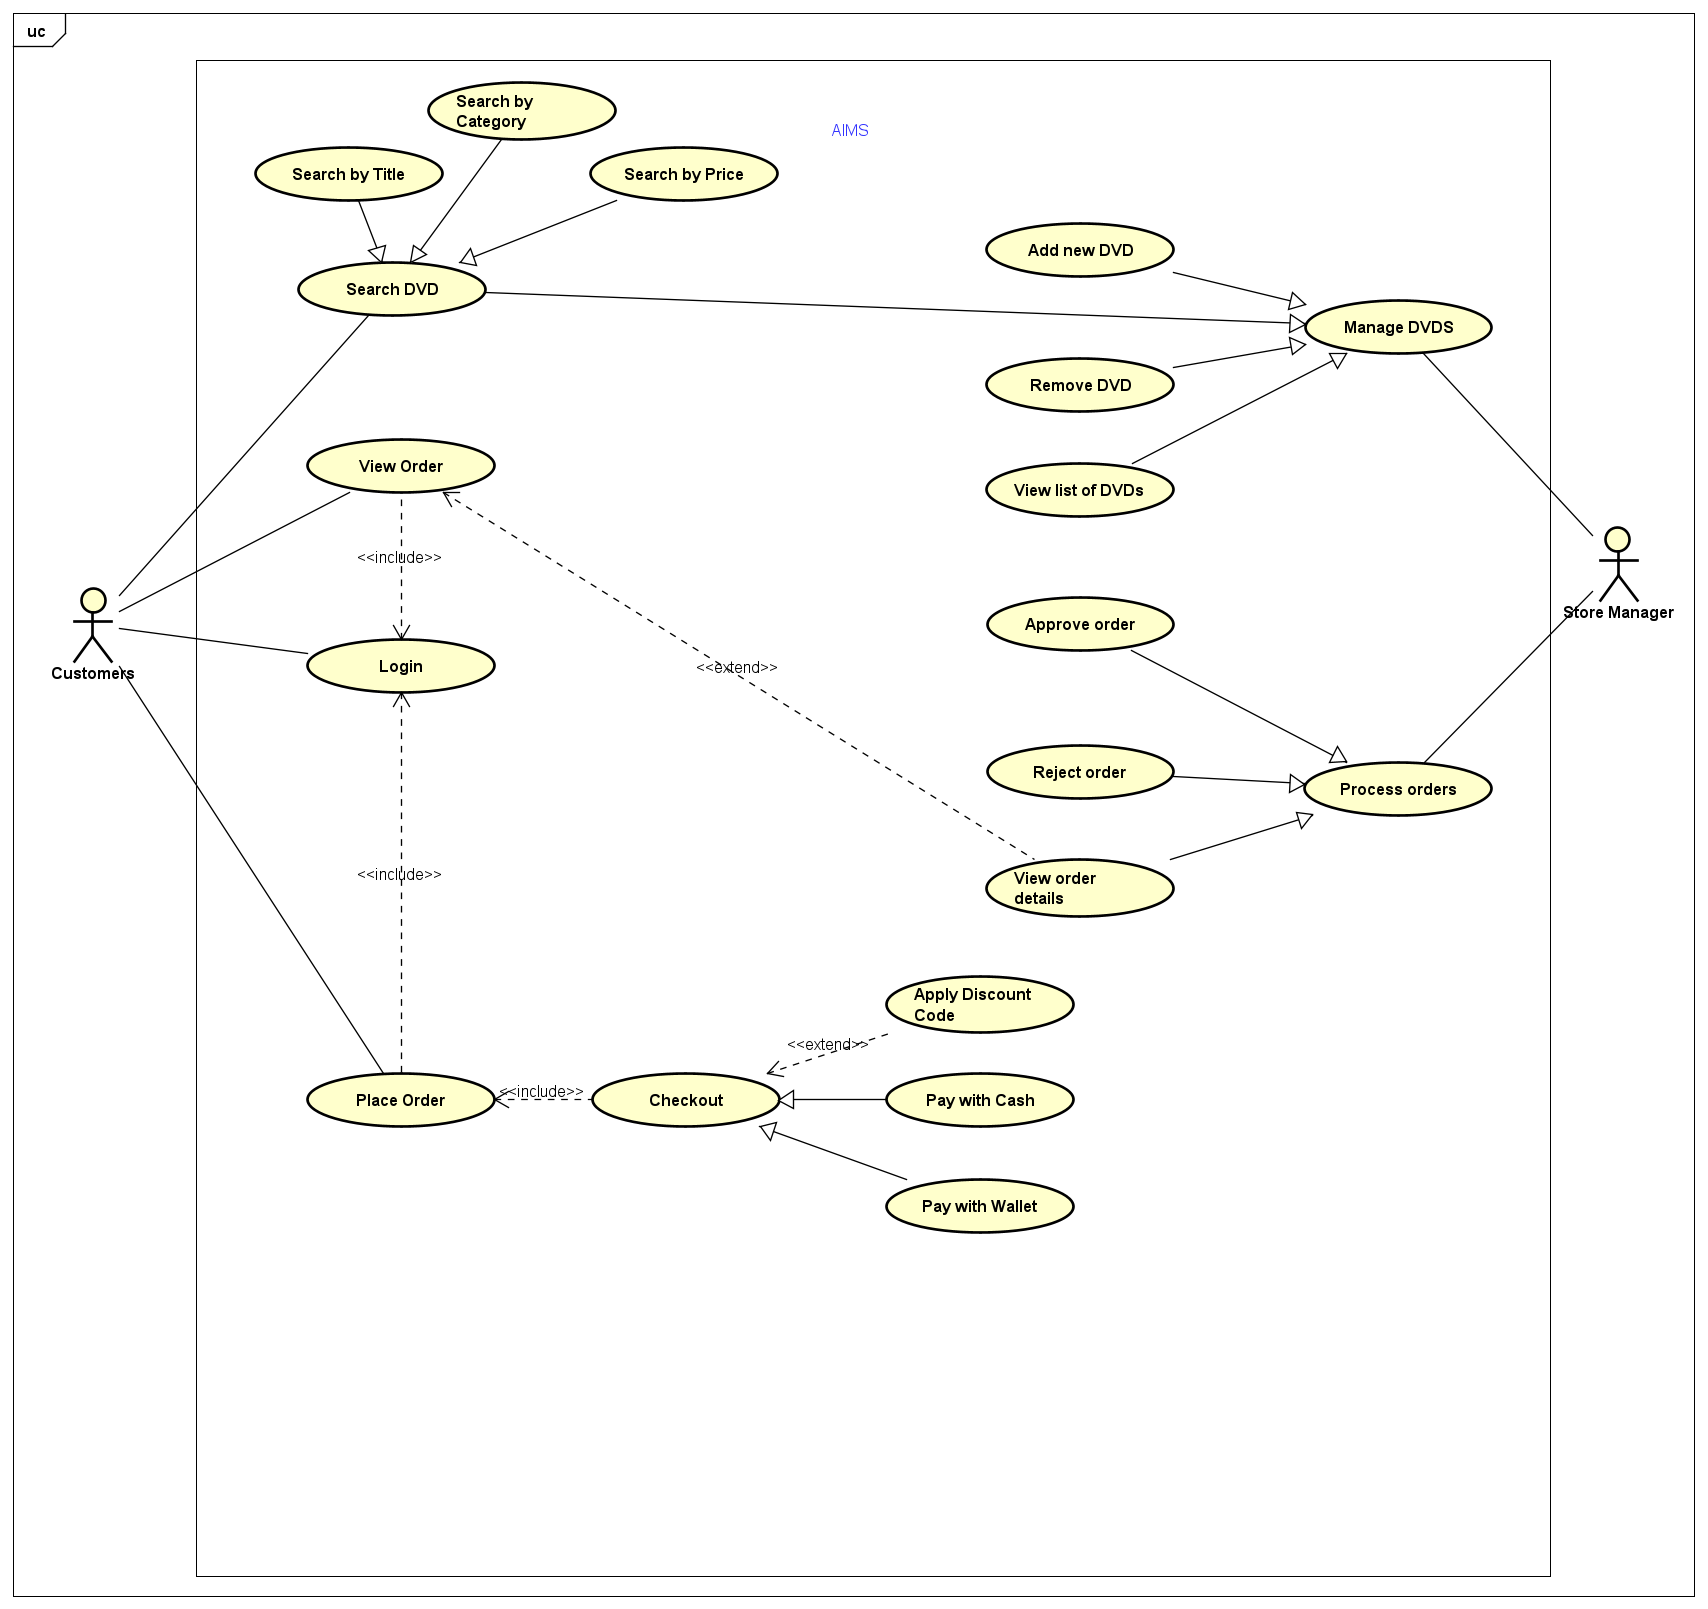 uc
Search by
Category
AIMS
Search by Title
Search by Price
Add new DVD
Search DVD
Manage DVDS
Remove DVD
View Order
View list of DVDs
<<include>>
Store Manager
Approve order
Login
<<extend>>
Customers
Reject order
Process orders
<<include>>
View order
details
Apply Discount
Code
<<extend>>
<<include>>
Place Order
Checkout
Pay with Cash
Pay with Wallet